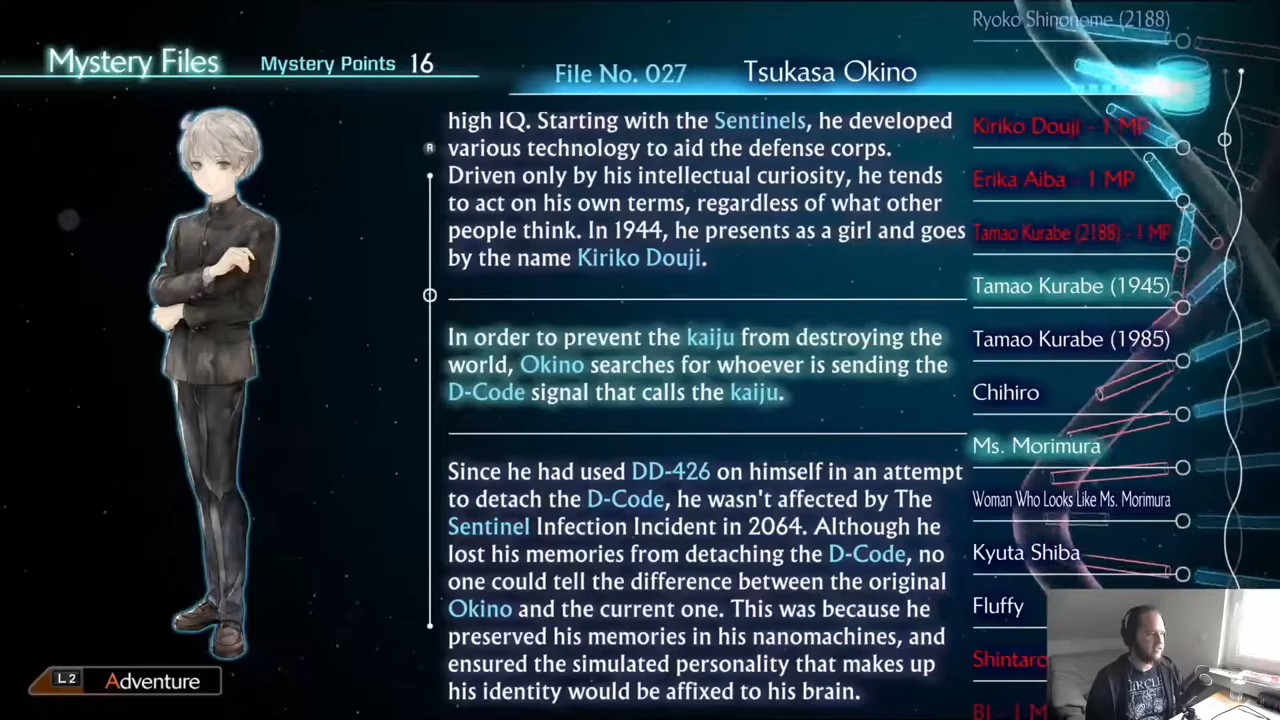 Mystery Files
Mystery Points 16
File No. 027
Tsukasa Okino
high IQ. Starting with the Sentinels, he developed
various technology to aid the defense corps.
Driven only by his intellectual curiosity, he tends
to act on his own terms, regardless of what other
people think. In 1944, he presents as a girl and goes
by the name Kiriko Douji.
In order to prevent the kaiju from destroying the
world, Okino searches for whoever is sending the
D-Code signal that calls the kaiju.
Since he had used DD-426 on himself in an attempt
to detach the D-Code, he wasn't affected by The
Sentinel Infection Incident in 2064. Although he
lost his memories from detaching the D-Code, no
one could tell the difference between the original
Okino and the current one. This was because he
preserved his memories in his nanomachines, and
ensured the simulated personality that makes up
his identity would be affixed to his brain.
R
Ryoko Shinonome (2188)
Kiriko Douji - 1 MP
Erika Aiba - 1 MP
Tamao Kurabe (2188) - 1 MP
Tamao Kurabe (1945)
Tamao Kurabe (1985)
Chihiro
Ms. Morimura
Woman Who Looks Like Ms. Morimura
Kyuta Shiba
Fluffy
Shintaro
BJ - 1 M
CIRCLE
L2 Adventure